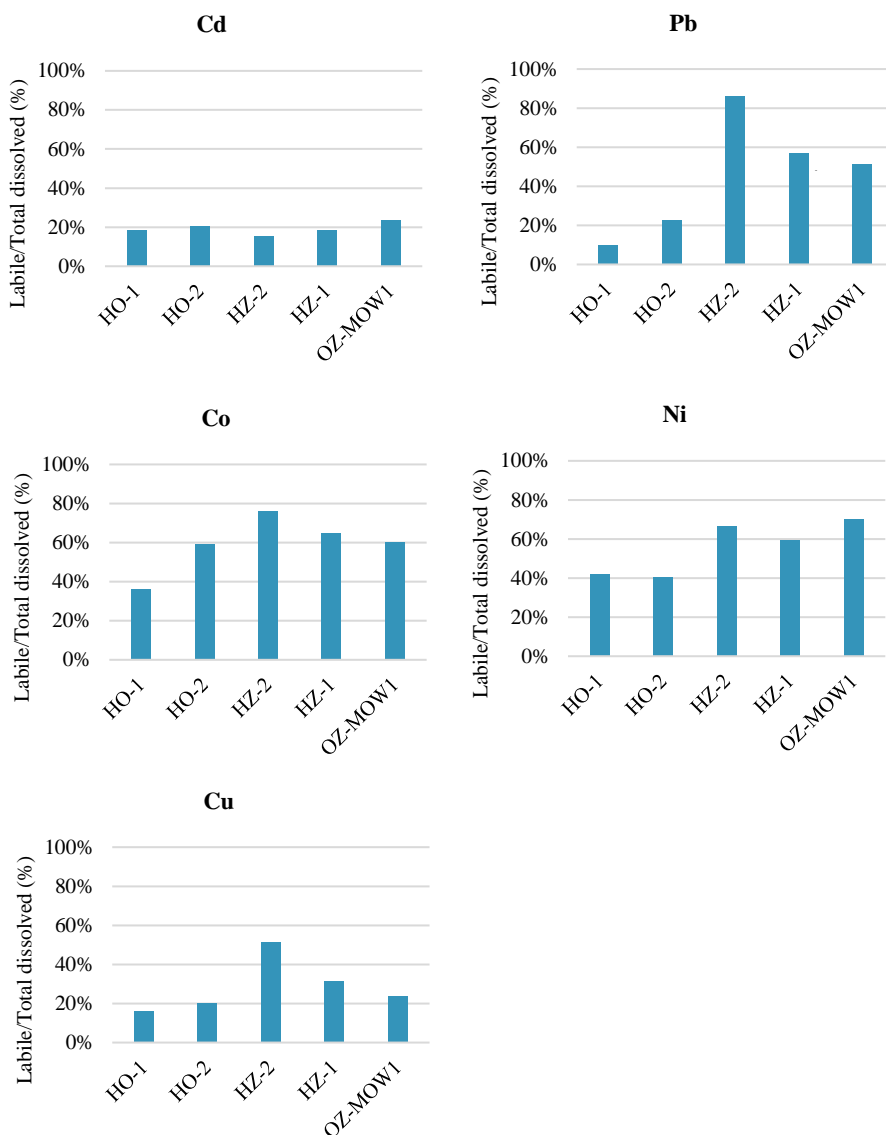 Cd
Labile/Total dissolved (%)
100%
80%
60%
40%
20%
0%
HO-1
HO-2
HZ-2
HZ-1
OZ-MOW1
Pb
Labile/Total dissolved (%)
100%
80%
60%
40%
20%
0%
HO-1
HO-2
HZ-2
HZ-1
OZ-MOW1
Co
Labile/Total dissolved (%)
100%
80%
60%
40%
20%
0%
HO-1
HO-2
HZ-2
HZ-1
OZ-MOW1
Ni
Labile/Total dissolved (%)
100%
80%
60%
40%
20%
0%
HO-1
HO-2
HZ-2
HZ-1
OZ-MOW1
Cu
Labile/Total dissolved (%)
100%
80%
60%
40%
20%
0%
HO-1
HO-2
HZ-2
HZ-1
OZ-MOW1